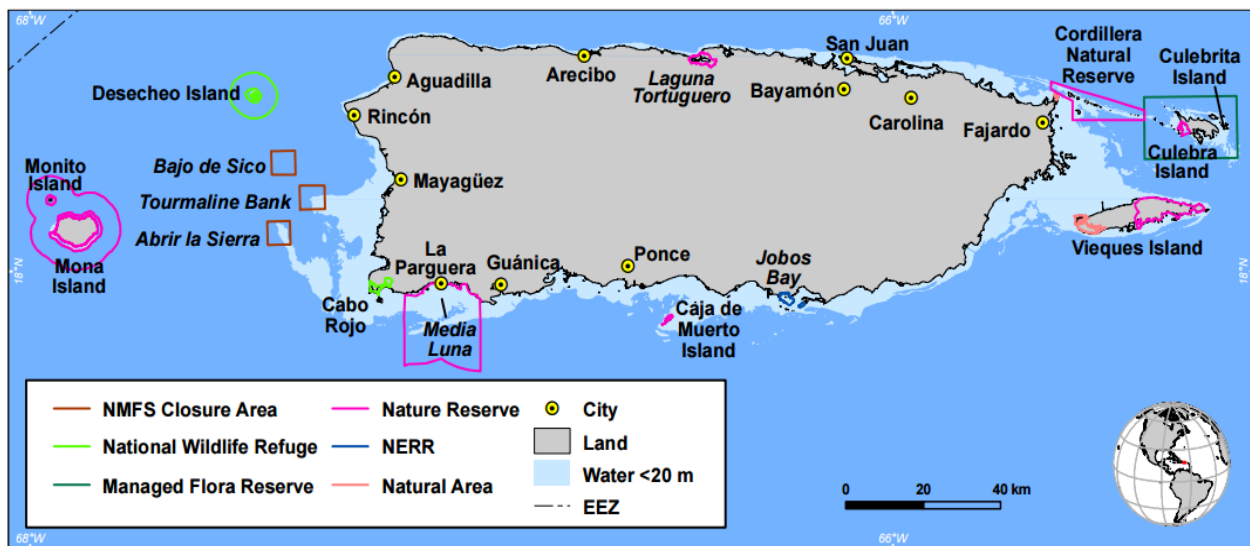 68°W
66°W
San Juan
Cordillera
Natural
Reserve
Culebrita
Island
Arecibo
Aguadilla
Laguna
Tortuguero
Bayamón
Desecheo Island
Rincón
Carolina
Fajardo
Culebra
Island
Bajo de Sico
Monito
Island
Mayagüez
Tourmaline Bank
Abrir la Sierra
Vieques Island
La
Parguera
Guánica
Ponce
Jobos
Bay
18°N
18°N
Mona
Island
Cabo
Rojo
Media
Luna
Caja de
Muerto
Island
NMFS Closure Area
Nature Reserve
City
National Wildlife Refuge
NERR
Land
Managed Flora Reserve
Natural Area
Water <20 m
EEZ
0 20 40 km
68°W
66°W